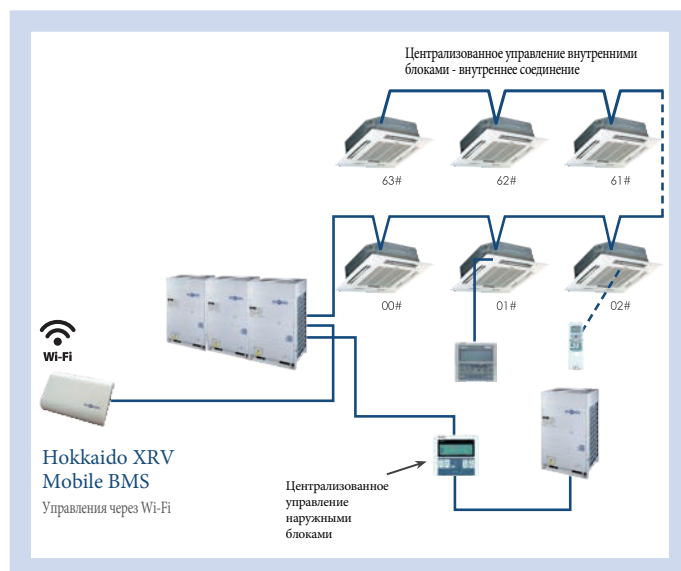 Централизованное управление внутренними
блоками - внутреннее соединение
63#
62#
61#
00#
01#
02#
Wi-Fi
Hokkaido XRV
Mobile BMS
Управления через Wi-Fi
Централизованное
управление
наружными
блоками